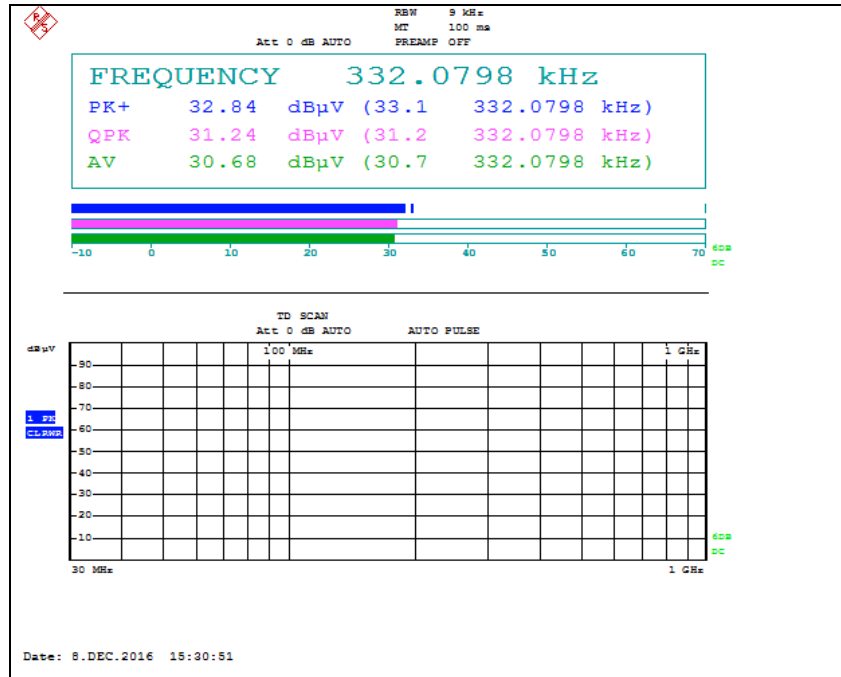 R S
RBW 9 kHz
MT 100 ms
Att 0 dB AUTO PREAMP OFF
FREQUENCY 332.0798 kHz
PK+ 32.84 dBµV (33.1 332.0798 kHz)
QPK 31.24 dBµV (31.2 332.0798 kHz)
AV 30.68 dBµV (30.7 332.0798 kHz)
-10 0 10 20 30 40 50 60 70
6DB
DC
TD SCAN
Att 0 dB AUTO AUTO PULSE
dBµV
100 MHz 1 GHz
90
80
70
1 PK
CLRWR
60
50
40
30
20
10
6DB
DC
30 MHz 1 GHz
Date: 8.DEC.2016 15:30:51